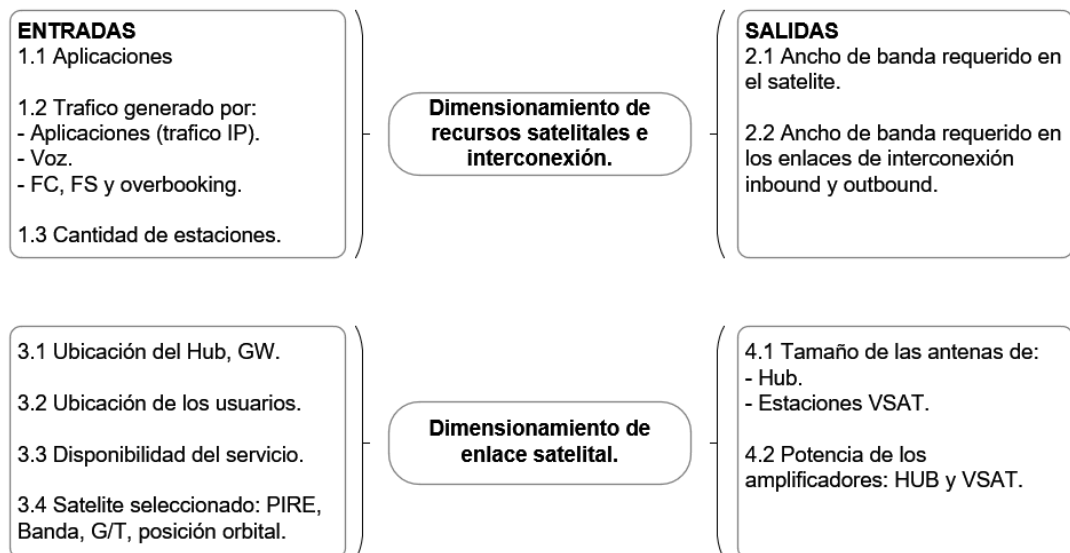 ENTRADAS
1.1 Aplicaciones
1.2 Trafico generado por:
- Aplicaciones (trafico IP).
- Voz.
- FC, FS y overbooking.
1.3 Cantidad de estaciones.
Dimensionamiento de
recursos satelitales e
interconexión.
SALIDAS
2.1 Ancho de banda requerido en
el satelite.
2.2 Ancho de banda requerido en
los enlaces de interconexión
inbound y outbound.
3.1 Ubicación del Hub, GW.
3.2 Ubicación de los usuarios.
3.3 Disponibilidad del servicio.
3.4 Satelite seleccionado: PIRE,
Banda, G/T, posición orbital.
Dimensionamiento de
enlace satelital.
4.1 Tamaño de las antenas de:
- Hub.
- Estaciones VSAT.
4.2 Potencia de los
amplificadores: HUB y VSAT.